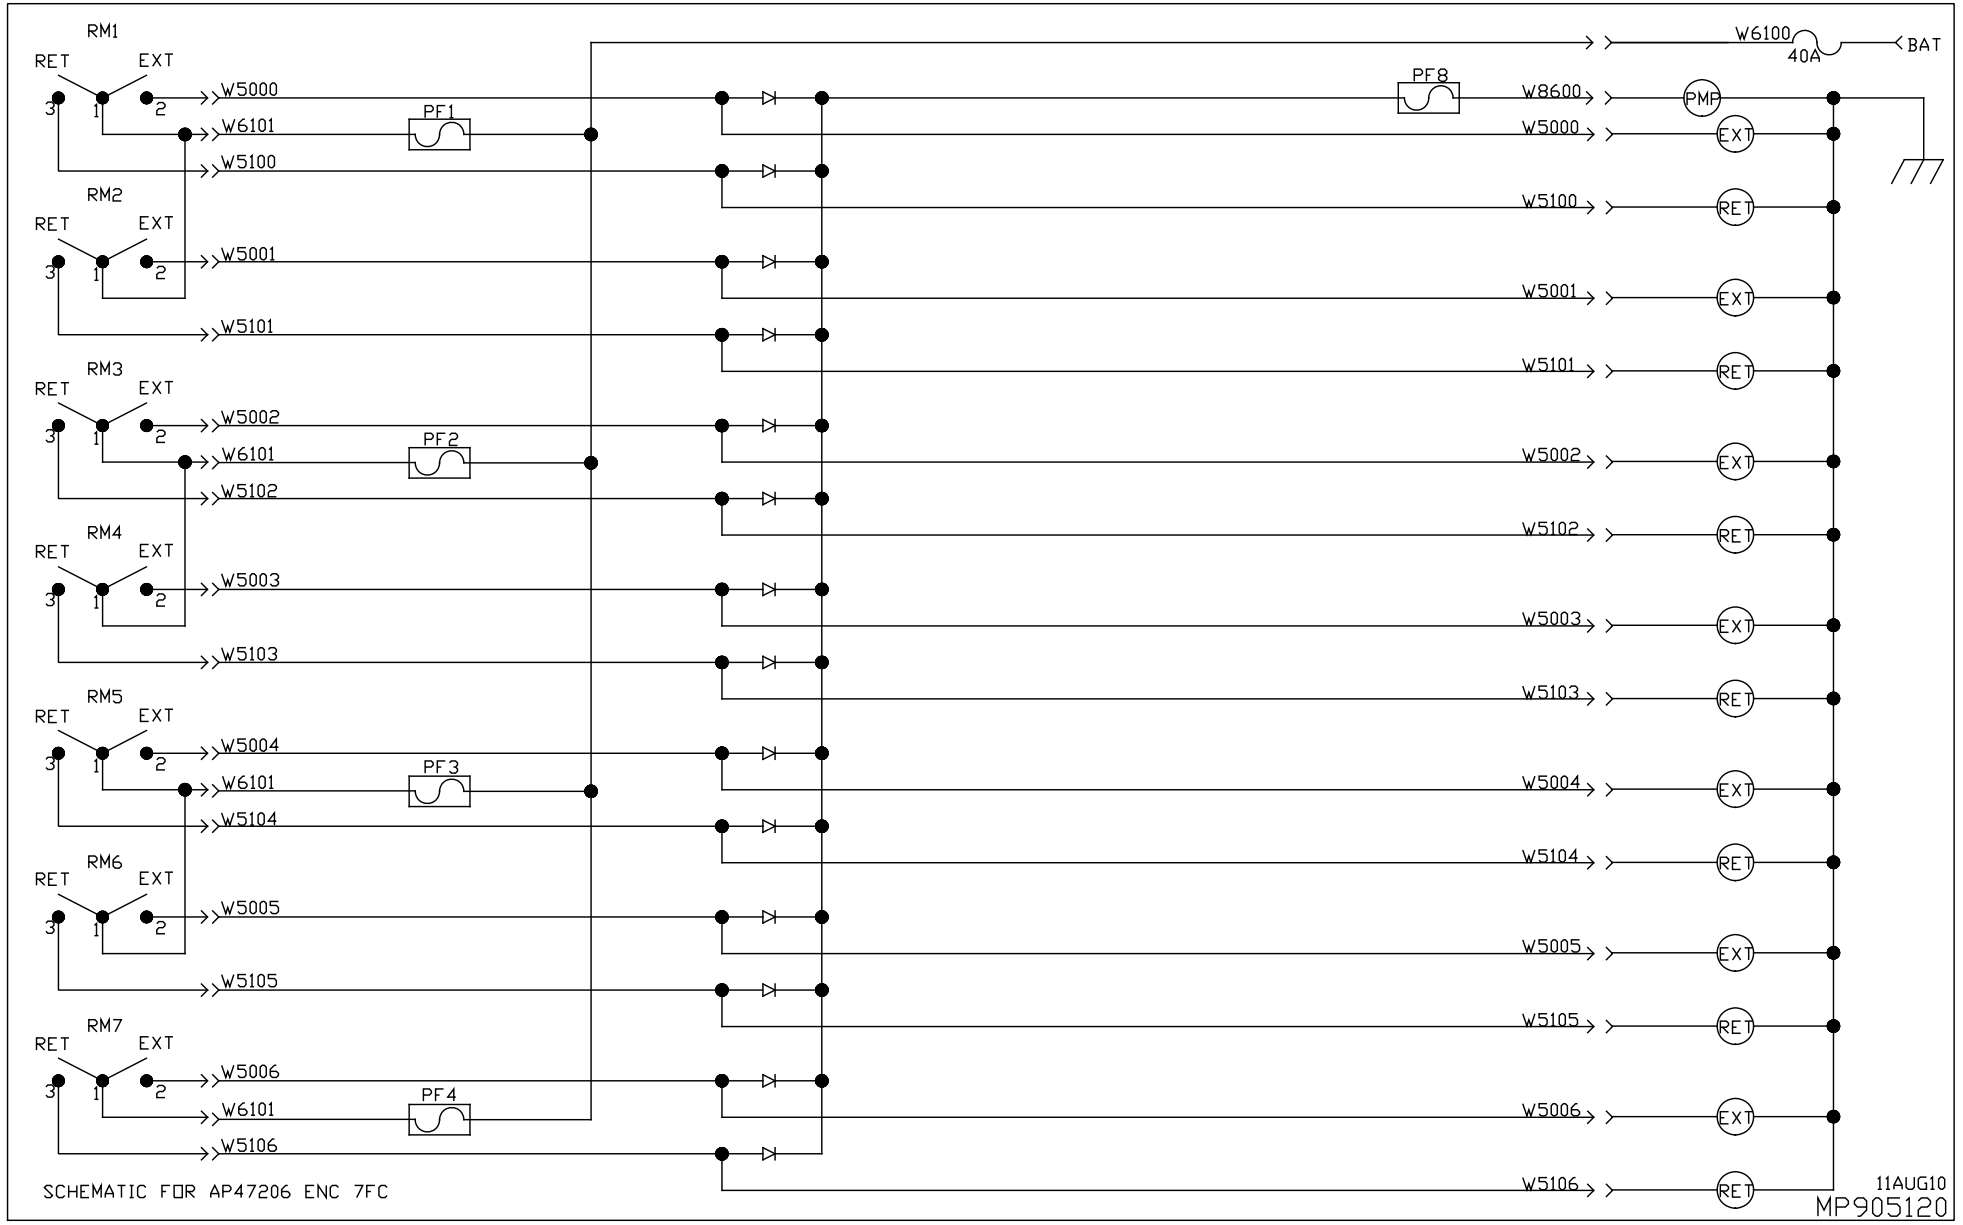 RM1
W6100
BAT
40A
RET EXT
PF8
3 1 2 W5000 W8600 PMP
PF1
W6101 W5000 EXT
W5100
RM2
W5100 RET
RET EXT
3 1 2 W5001
W5001 EXT
W5101
RM3
W5101 RET
RET EXT
3 1 2 W5002
PF2
W6101 W5002 EXT
W5102
RM4
W5102 RET
RET EXT
3 1 2 W5003
W5003 EXT
W5103
RM5
W5103 RET
RET EXT
3 1 2 W5004
PF3
W6101 W5004 EXT
W5104
RM6
W5104 RET
RET EXT
3 1 2 W5005
W5005 EXT
W5105
RM7
W5105 RET
RET EXT
3 1 2 W5006
PF4
W6101 W5006 EXT
W5106
W5106 RET
SCHEMATIC FOR AP47206 ENC 7FC
11AUG10
MP905120